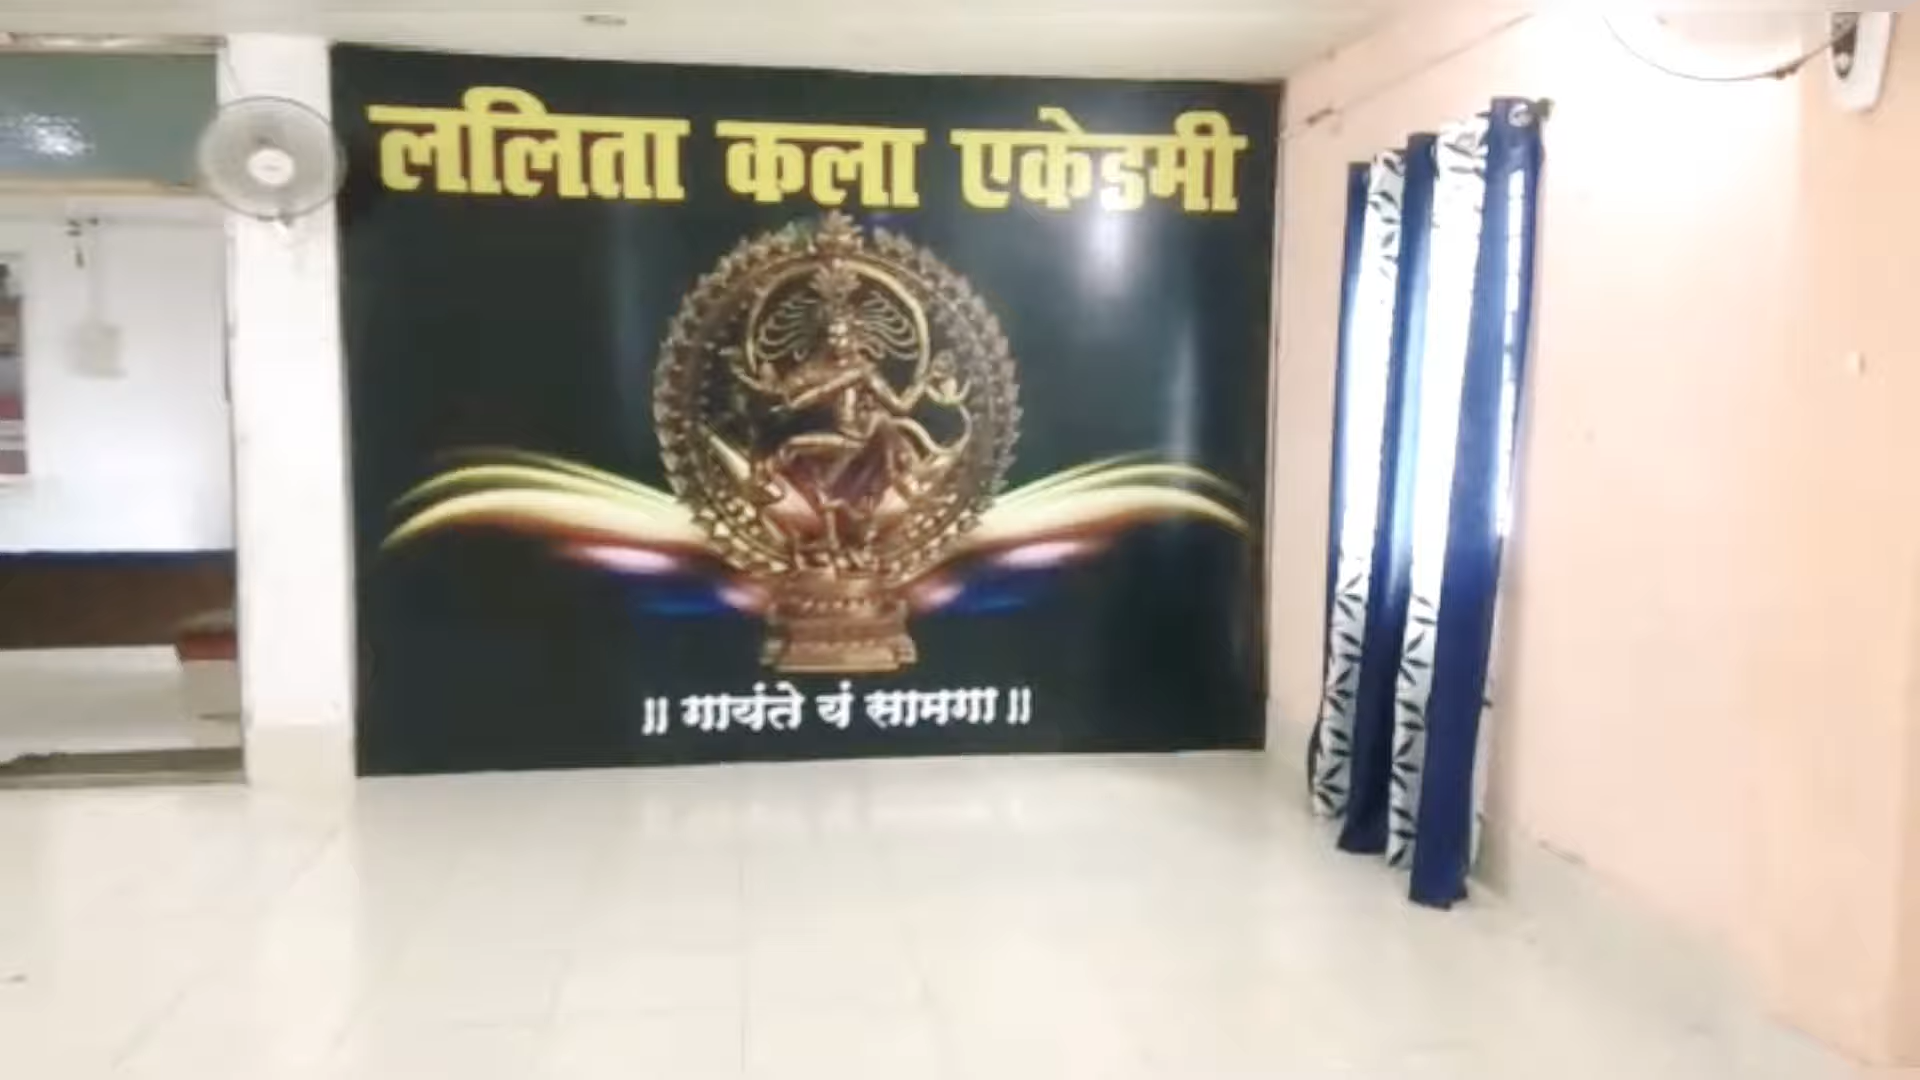 ललिता कला एकेडमी
॥ गायंते यं सामगा ॥